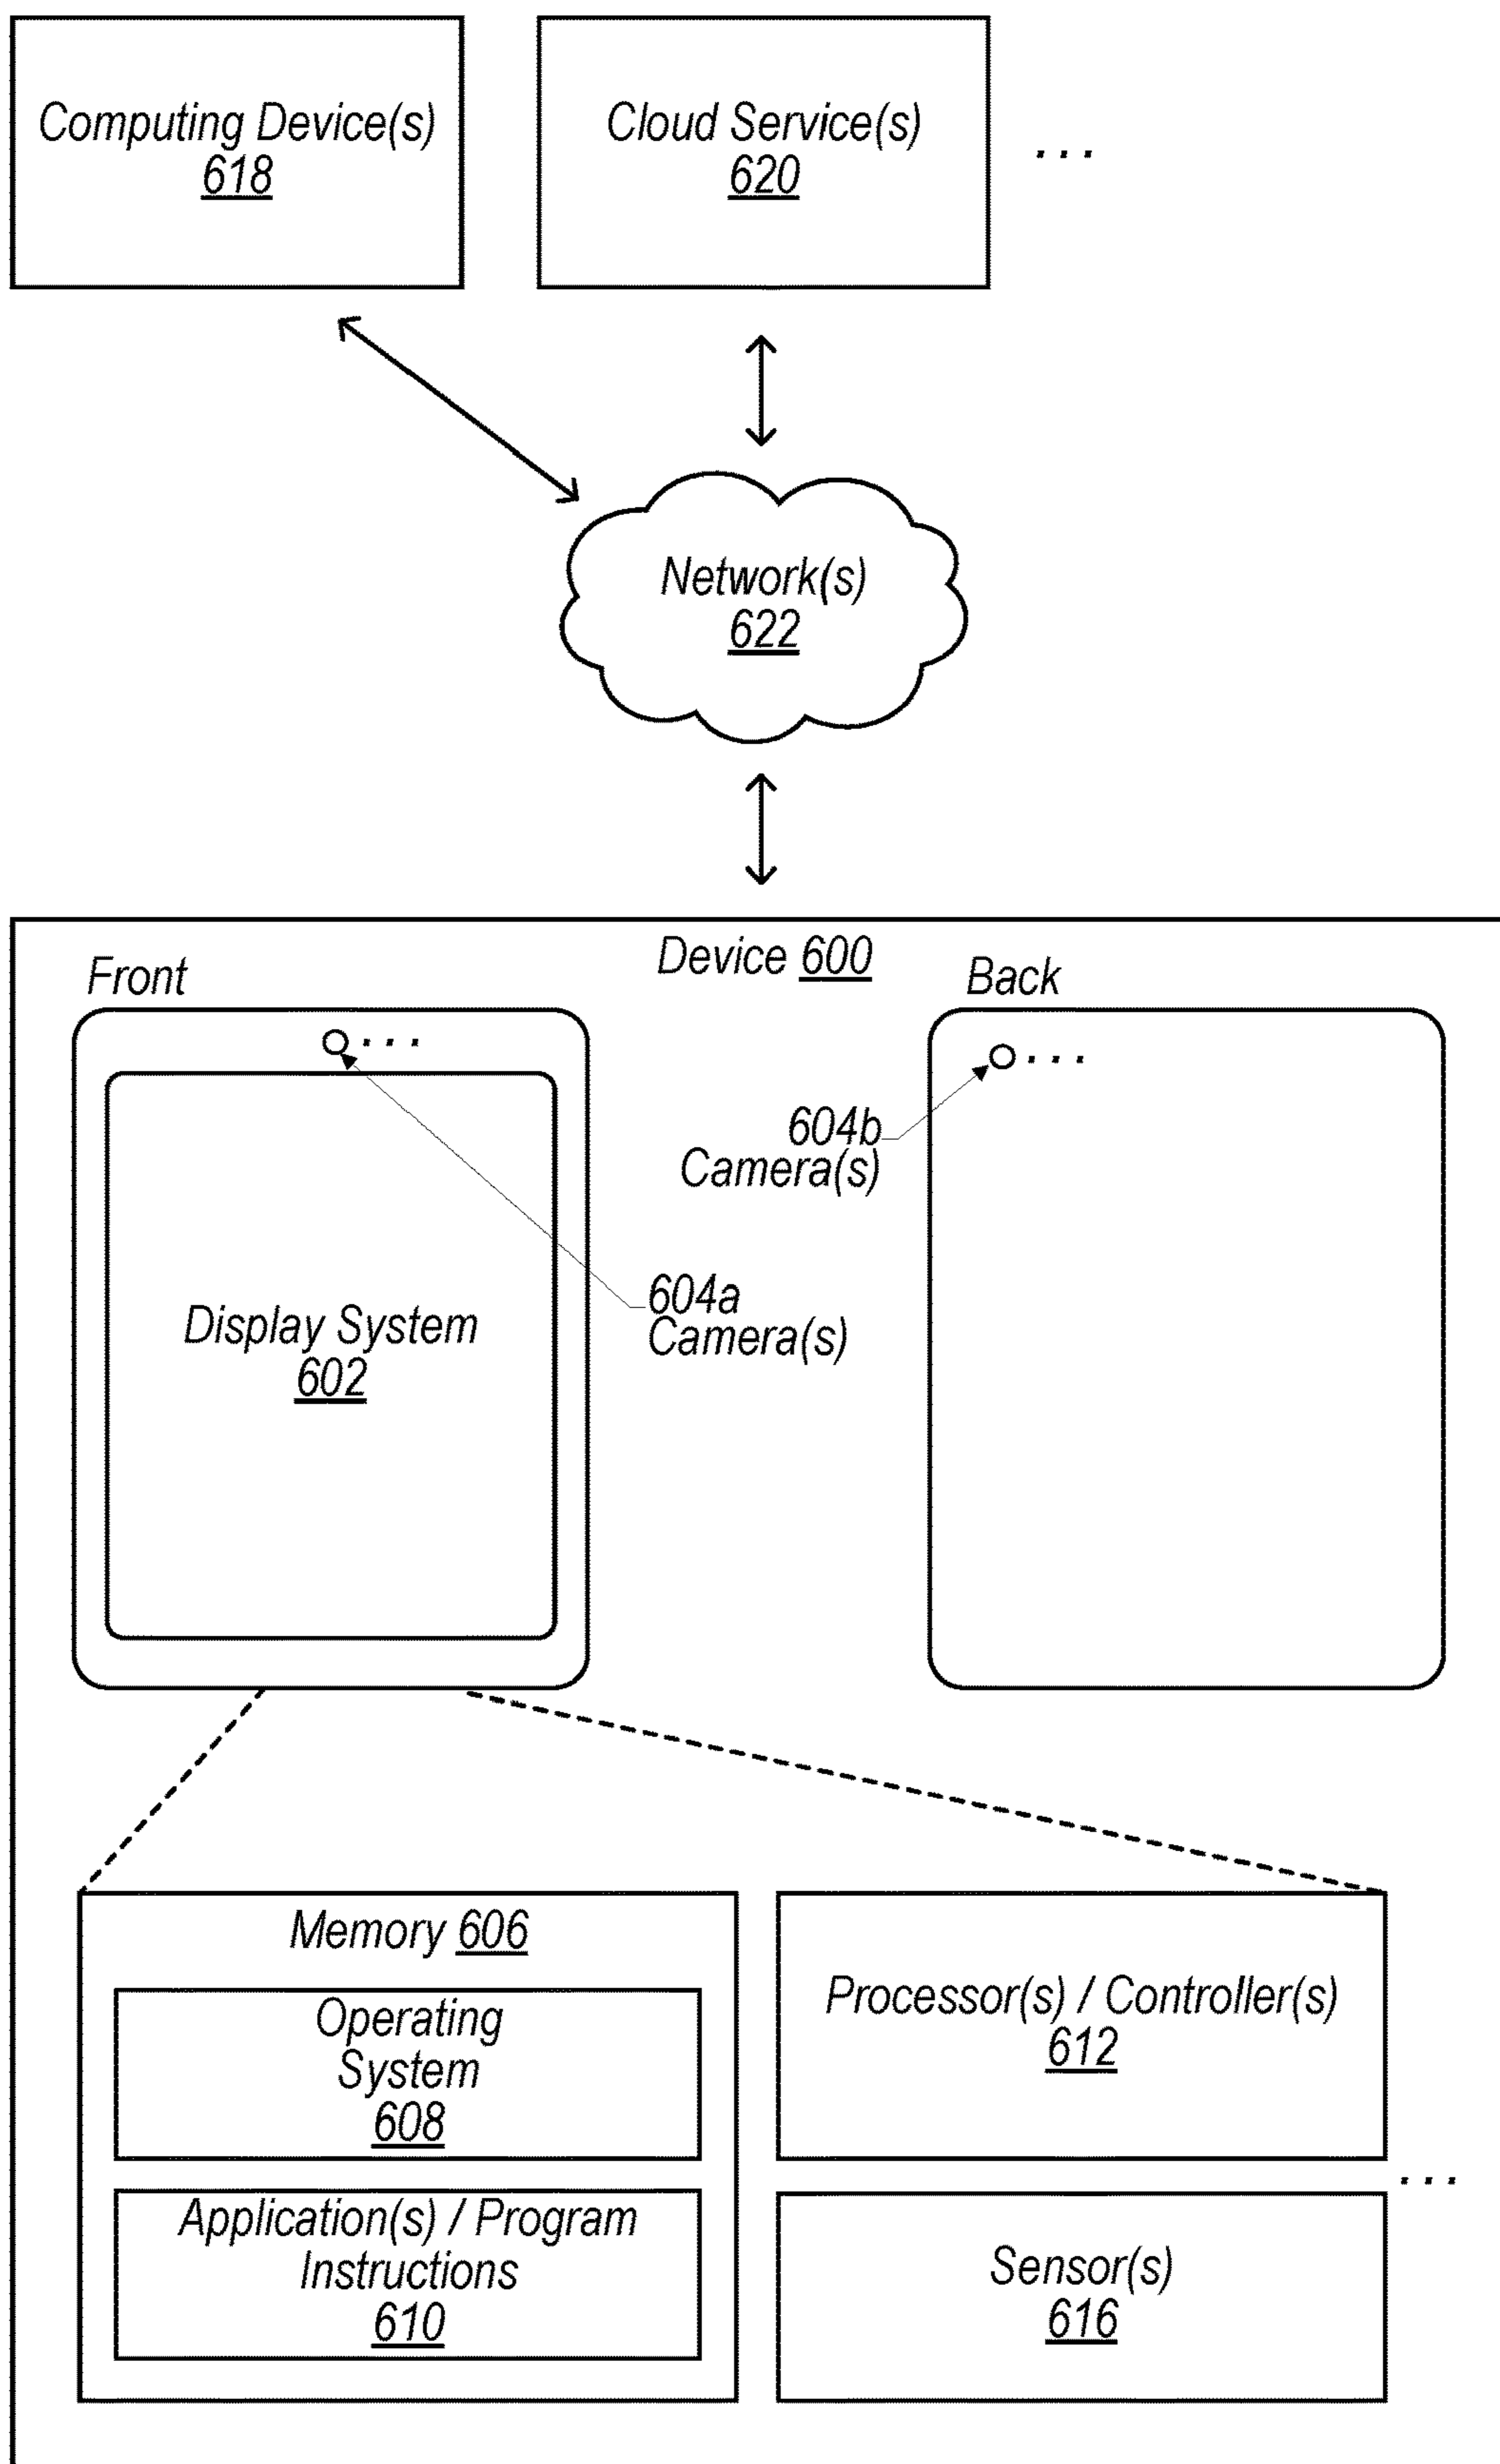 Computing Device(s)
618
Cloud Service(s)
620
...
Network(s)
622
Device 600
Front
Back
...
...
604b
Camera(s)
604a
Camera(s)
Display System
602
Memory 606
Operating
System
608
Application(s) / Program
Instructions
610
Processor(s) / Controller(s)
612
...
Sensor(s)
616